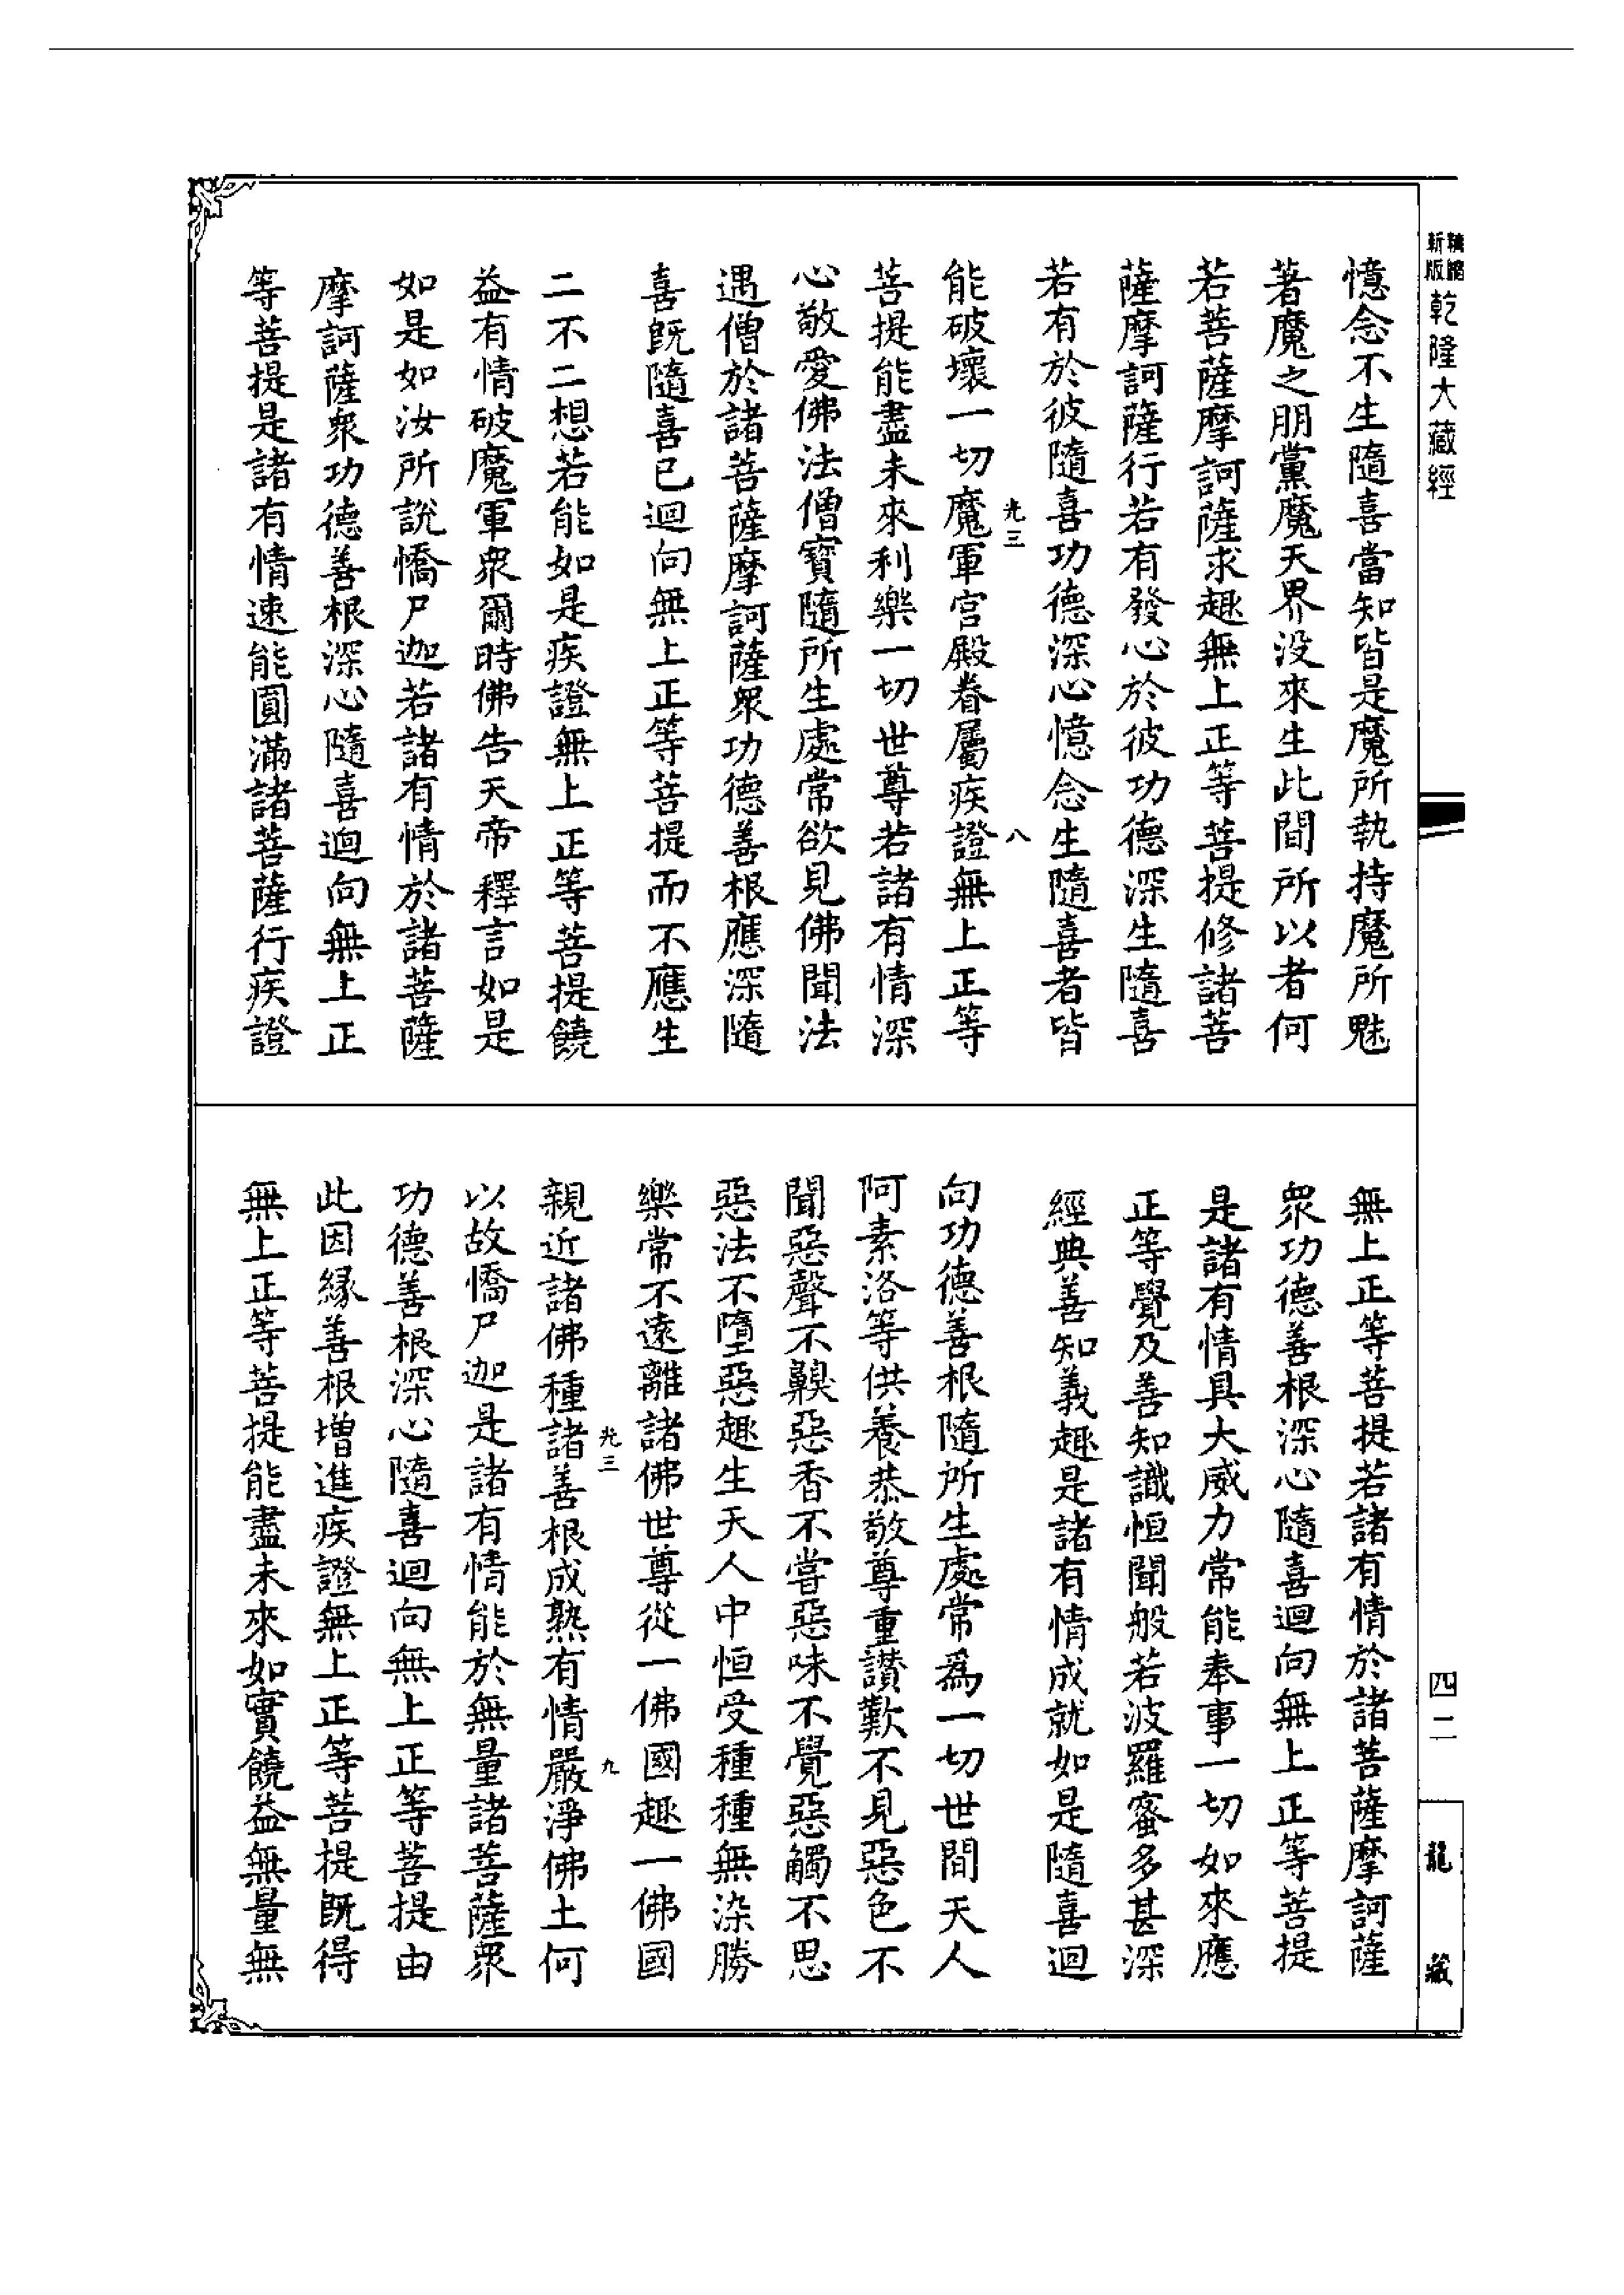 精縮新版乾隆大藏經
憶念不生隨喜當知皆是魔所執持魔所魅
著魔之朋黨魔天界没來生此間所以者何
若菩薩摩訶薩求趣無上正等菩提修諸菩
薩摩訶薩行若有發心於彼功德深生隨喜
若有於彼隨喜功德深心憶念生隨喜者皆
光三 八
能破壞一切魔軍宮殿眷屬疾證無上正等
菩提能盡未來利樂一切世尊若諸有情深
心敬愛佛法僧寶隨所生處常欲見佛聞法
遇僧於諸菩薩摩訶薩衆功德善根應深隨
喜既隨喜已迴向無上正等菩提而不應生
二不二想若能如是疾證無上正等菩提饒
益有情破魔軍衆爾時佛告天帝釋言如是
如是如汝所說憍尸迦若諸有情於諸菩薩
摩訶薩衆功德善根深心隨喜迴向無上正
等菩提是諸有情速能圓滿諸菩薩行疾證
無上正等菩提若諸有情於諸菩薩摩訶薩
衆功德善根深心隨喜迴向無上正等菩提
是諸有情具大威力常能奉事一切如來應
正等覺及善知識恒聞般若波羅蜜多甚深
經典善知義趣是諸有情成就如是隨喜迴
向功德善根隨所生處常爲一切世間天人
阿素洛等供養恭敬尊重讃歎不見惡色不
聞惡聲不齅惡香不嘗惡味不覺惡觸不思
惡法不墮惡趣生天人中恒受種種無染勝
樂常不遠離諸佛世尊從一佛國趣一佛國
光三 九
親近諸佛種諸善根成熟有情嚴淨佛土何
以故憍尸迦是諸有情能於無量諸菩薩衆
功德善根深心隨喜迴向無上正等菩提由
此因緣善根增進疾證無上正等菩提既得
無上正等菩提能盡未來如實饒益無量無
四二
龍藏